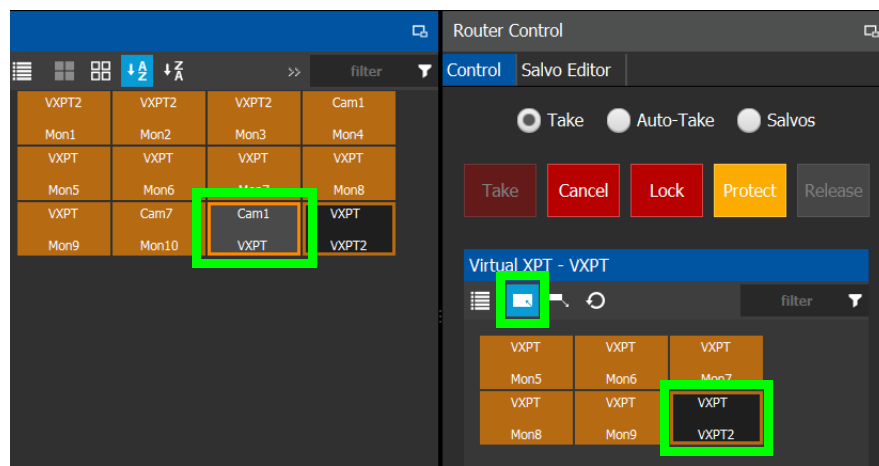 Router Control
Control Salvo Editor
A
Z
Z
A
>>
filter
VXPT2 VXPT2 VXPT2 Cam1
Mon1 Mon2 Mon3 Mon4
VXPT VXPT VXPT VXPT
Mon5 Mon6 Mon7 Mon8
VXPT Cam7 Cam1 VXPT
Mon9 Mon10 VXPT VXPT2
Take Auto-Take Salvos
Take Cancel Lock Protect Release
Virtual XPT - VXPT
filter
VXPT VXPT VXPT
Mon5 Mon6 Mon7
VXPT VXPT VXPT
Mon8 Mon9 VXPT2